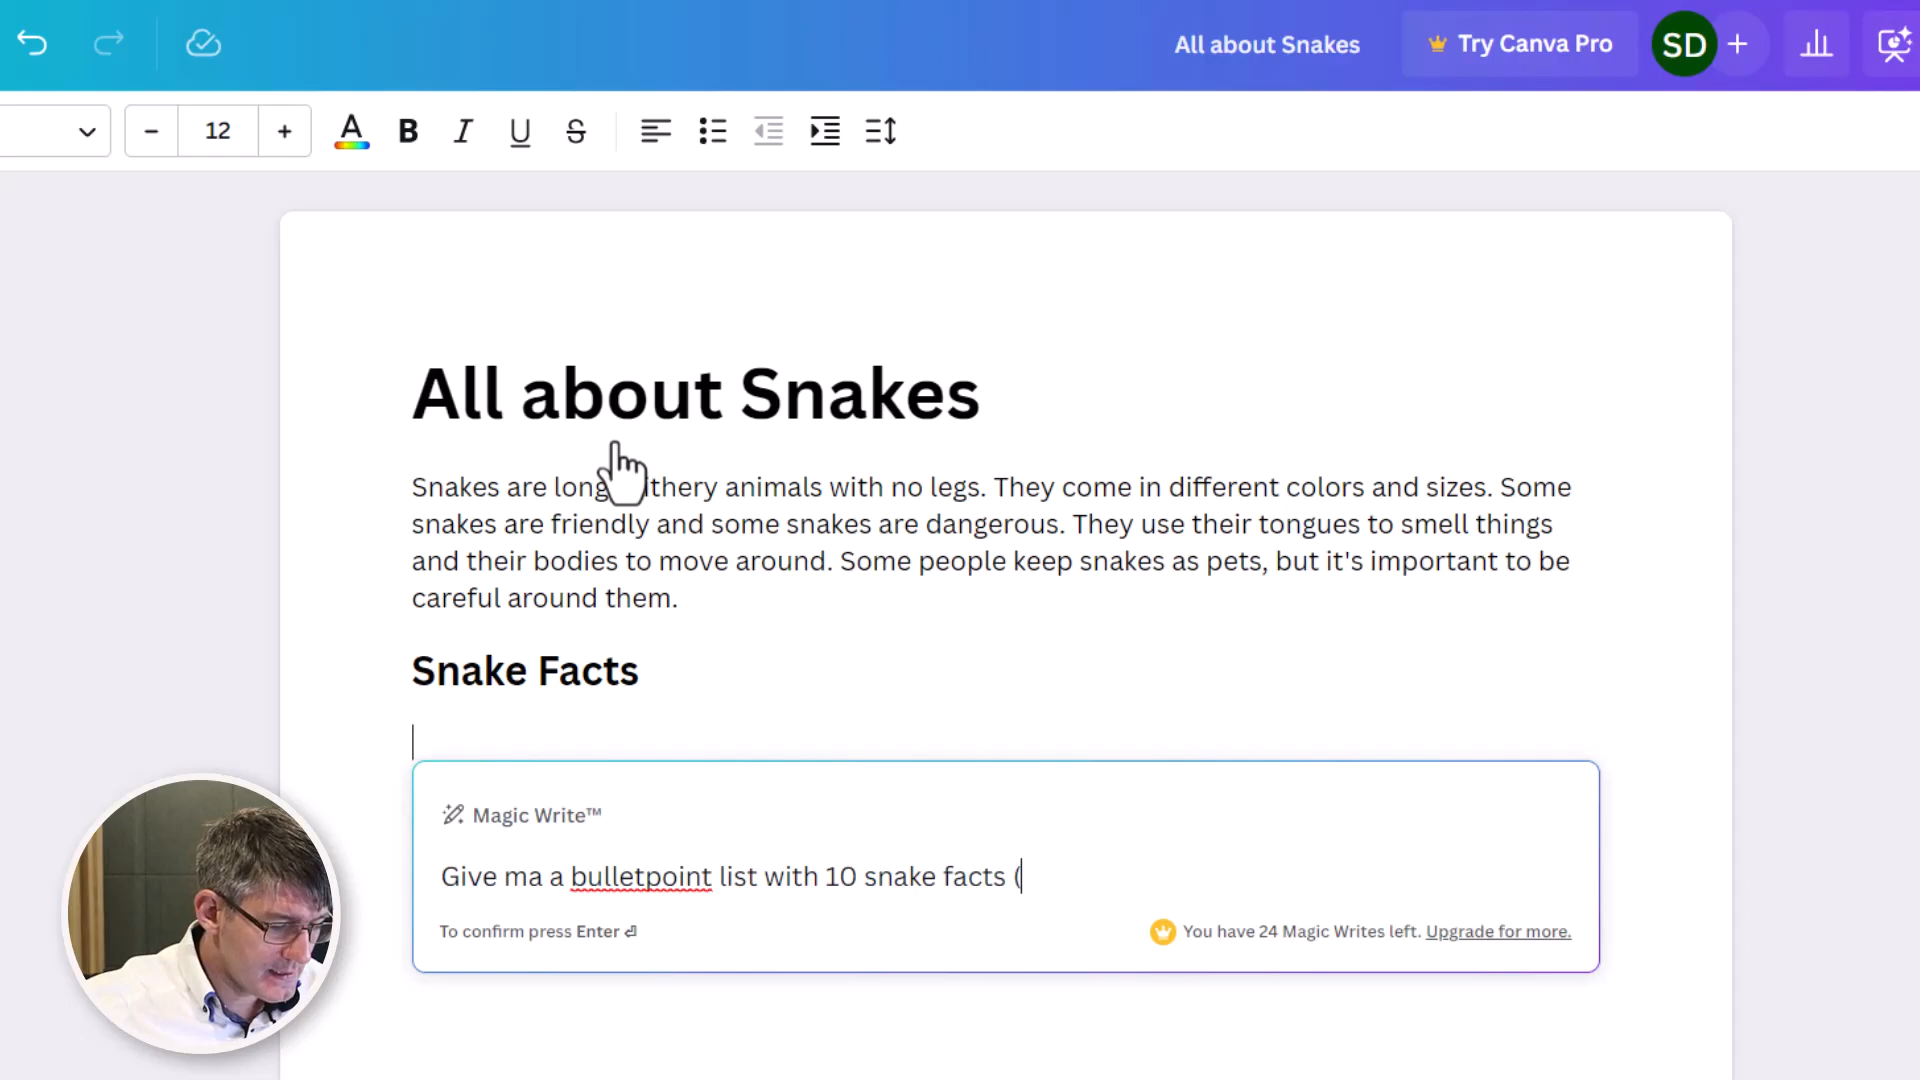 All about Snakes
Try Canva Pro
SD
12
A B I U S
All about Snakes
Snakes are long thery animals with no legs. They come in different colors and sizes. Some
snakes are friendly and some snakes are dangerous. They use their tongues to smell things
and their bodies to move around. Some people keep snakes as pets, but it's important to be
careful around them.
Snake Facts
Magic Write™
Give ma a bulletpoint list with 10 snake facts (
To confirm press Enter ⏎
You have 24 Magic Writes left. Upgrade for more.